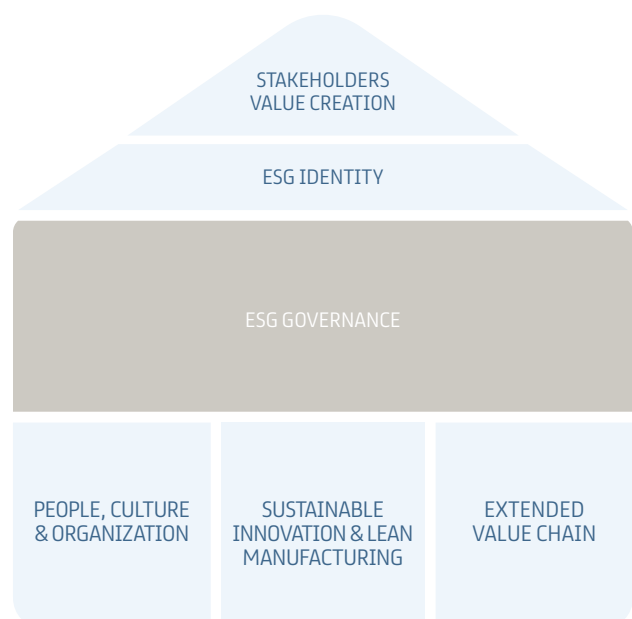 STAKEHOLDERS
VALUE CREATION
ESG IDENTITY
ESG GOVERNANCE
PEOPLE, CULTURE
& ORGANIZATION
SUSTAINABLE
INNOVATION & LEAN
MANUFACTURING
EXTENDED
VALUE CHAIN